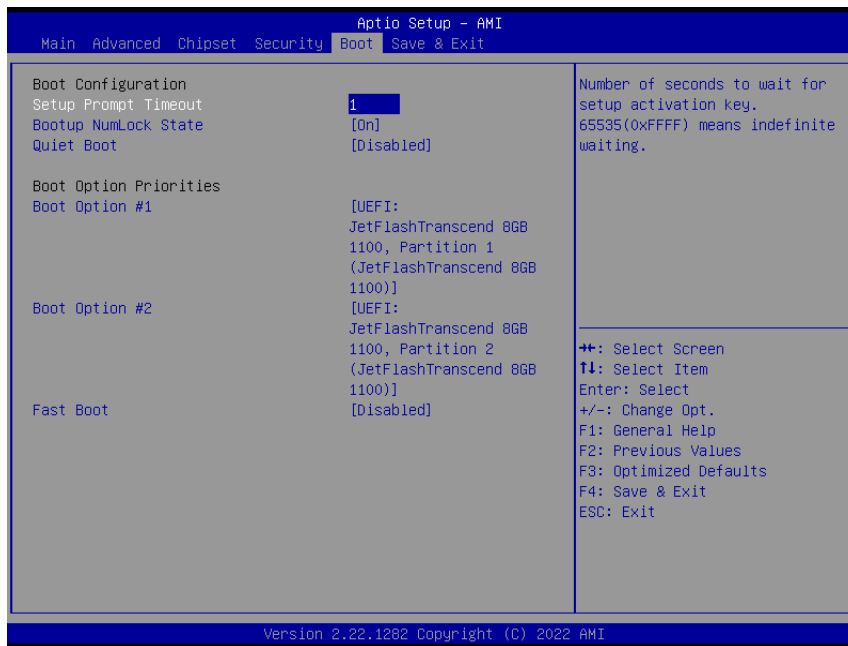 Aptio Setup – AMI
Main Advanced Chipset Security Boot Save & Exit
Boot Configuration
Setup Prompt Timeout 1
Bootup NumLock State [On]
Quiet Boot [Disabled]
Boot Option Priorities
Boot Option #1 [UEFI:
JetFlashTranscend 8GB
1100, Partition 1
(JetFlashTranscend 8GB
1100)]
Boot Option #2 [UEFI:
JetFlashTranscend 8GB
1100, Partition 2
(JetFlashTranscend 8GB
1100)]
Fast Boot [Disabled]
Number of seconds to wait for
setup activation key.
65535(0xFFFF) means indefinite
waiting.
→←: Select Screen
↑↓: Select Item
Enter: Select
+/-: Change Opt.
F1: General Help
F2: Previous Values
F3: Optimized Defaults
F4: Save & Exit
ESC: Exit
Version 2.22.1282 Copyright (C) 2022 AMI